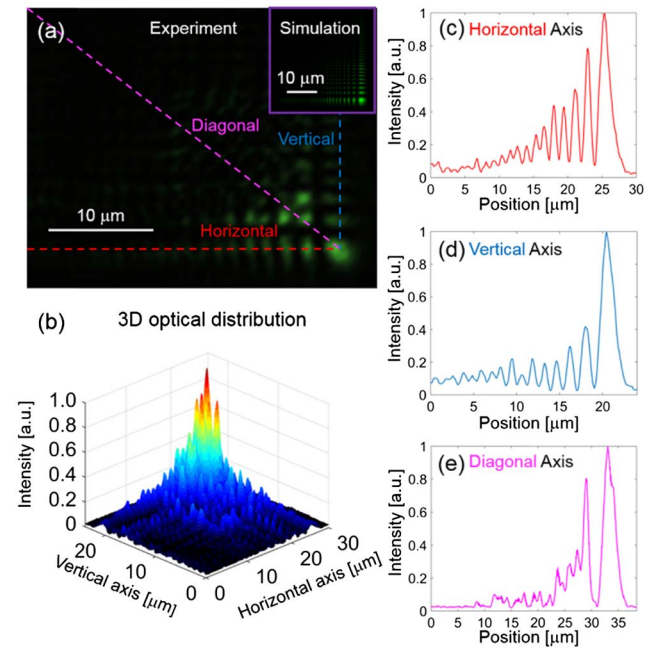 (a)
Experiment
Simulation
10 μm
Diagonal
Vertical
10 μm
Horizontal
(b)
3D optical distribution
Intensity [a.u.]
1.0
0.8
0.6
0.4
0.2
0
20
10
0
Vertical axis [μm]
0
10
20
30
Horizontal axis [μm]
(c) Horizontal Axis
Intensity [a.u.]
1
0.8
0.6
0.4
0.2
0
0 5 10 15 20 25 30
Position [μm]
(d) Vertical Axis
Intensity [a.u.]
1
0.8
0.6
0.4
0.2
0
0 5 10 15 20
Position [μm]
(e) Diagonal Axis
Intensity [a.u.]
1
0.8
0.6
0.4
0.2
0
0 5 10 15 20 25 30 35
Position [μm]